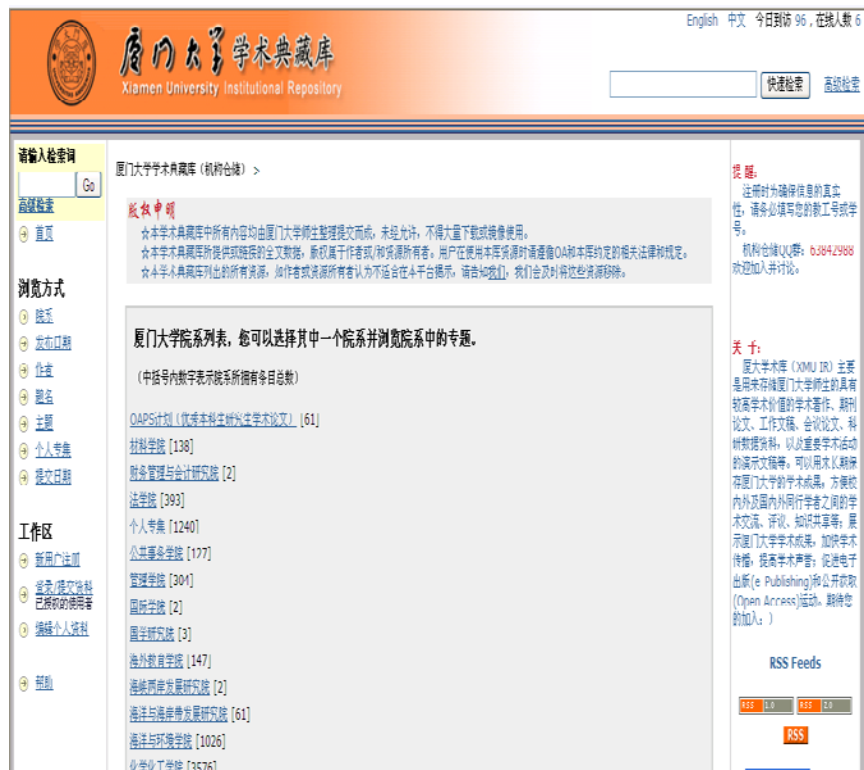 English 中文 今日到访 96 , 在线人数 6
厦门大学学术典藏库
Xiamen University Institutional Repository
快速检索 高级检索
请输入检索词
Go
高级检索
首页
浏览方式
院系
发布日期
作者
题名
主题
个人专集
提交日期
工作区
新用户注册
登录/提交资料
已授权的使用者
编辑个人资料
帮助
厦门大学学术典藏库(机构仓储) >
版权申明
☆本学术典藏库中所有内容均由厦门大学师生整理提交而成,未经允许,不得大量下载或镜像使用。
☆本学术典藏库所提供或链接的全文数据,版权属于作者或/和资源所有者。用户在使用本库资源时请遵循OA和本库约定的相关法律和规定。
☆本学术典藏库列出的所有资源,如作者或资源所有者认为不适合在本平台揭示,请告知我们,我们会及时将这些资源移除。
厦门大学院系列表,您可以选择其中一个院系并浏览院系中的专题。
(中括号内数字表示院系所拥有条目总数)
OAPS计划(优秀本科生研究生学术论文) [61]
材料学院 [138]
财务管理与会计研究院 [2]
法学院 [393]
个人专集 [1240]
公共事务学院 [127]
管理学院 [304]
国际学院 [2]
国学研究院 [3]
海外教育学院 [147]
海峡两岸发展研究院 [2]
海洋与海岸带发展研究院 [61]
海洋与环境学院 [1026]
化学化工学院 [3576]
提醒:
注册时为确保信息的真实
性,请务必填写您的教工号或学
号。
机构仓储QQ群:63842988
欢迎加入并讨论。
关于:
厦大学术库(XMU IR)主要
是用来存储厦门大学师生的具有
较高学术价值的学术著作、期刊
论文、工作文稿、会议论文、科
研数据资料,以及重要学术活动
的演示文稿等。可以用来长期保
存厦门大学的学术成果,方便校
内外及国内外同行学者之间的学
术交流、评议、知识共享等;展
示厦门大学学术成果,加快学术
传播,提高学术声誉;促进电子
出版(e Publishing)和公开获取
(Open Access)运动。期待您
的加入:)
RSS Feeds
RSS 1.0 RSS 2.0
RSS